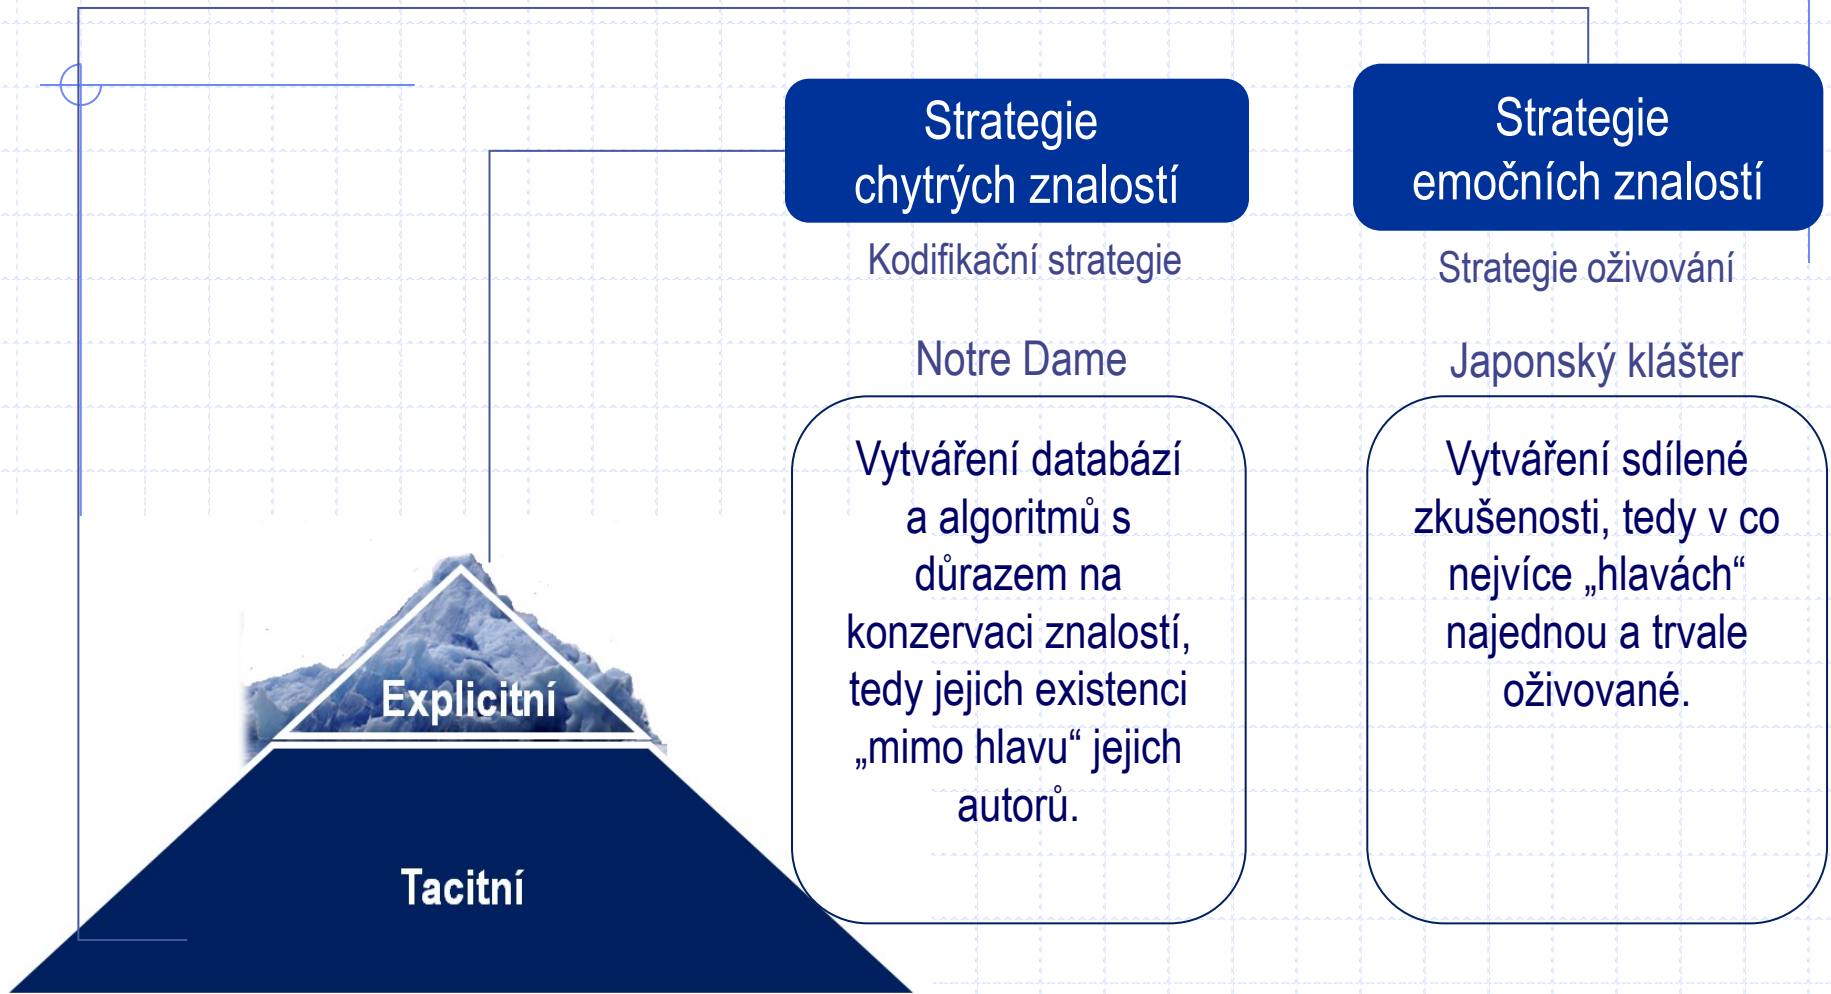 Strategie
chytrých znalostí
Kodifikační strategie
Notre Dame
Vytváření databází
a algoritmů s
důrazem na
konzervaci znalostí,
tedy jejich existenci
„mimo hlavu“ jejich
autorů.
Strategie
emočních znalostí
Strategie oživování
Japonský klášter
Vytváření sdílené
zkušenosti, tedy v co
nejvíce „hlavách“
najednou a trvale
oživované.
Explicitní
Tacitní